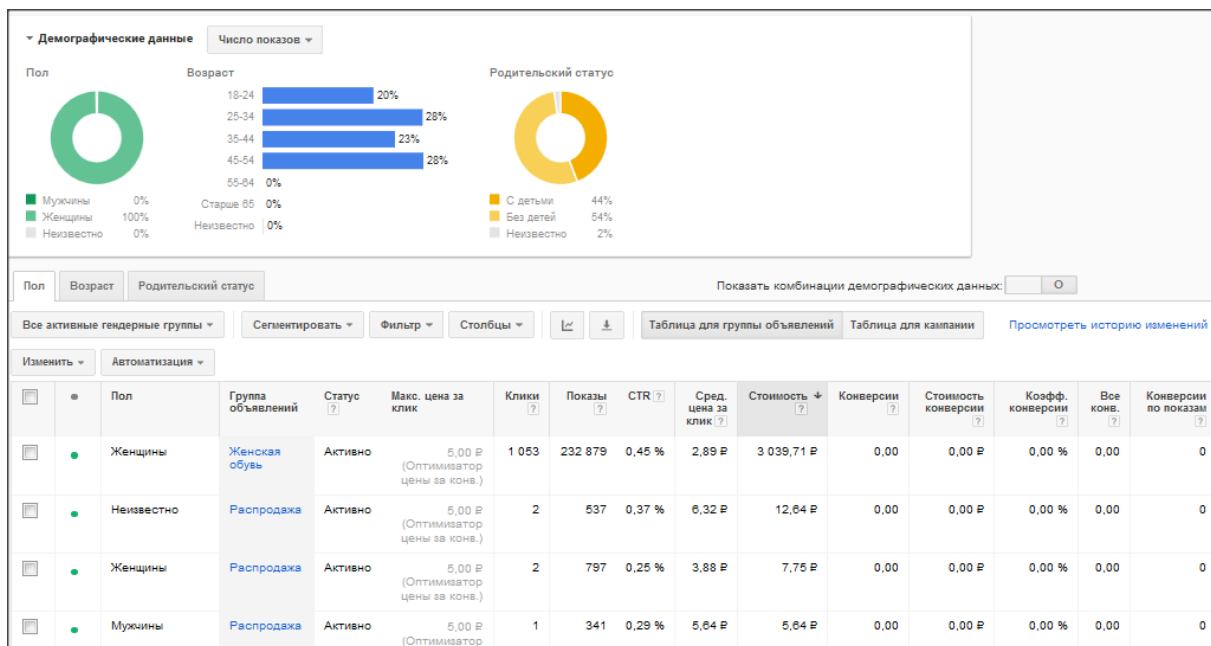 Демографические данные Число показов
Пол Возраст Родительский статус
18-24 20%
25-34 28%
35-44 23%
45-54 28%
55-64 0%
Старше 65 0%
Неизвестно 0%
Мужчины 0%
Женщины 100%
Неизвестно 0%
С детьми 44%
Без детей 54%
Неизвестно 2%
Пол Возраст Родительский статус Показать комбинации демографических данных: O
Все активные гендерные группы Сегментировать Фильтр Столбцы Таблица для группы объявлений Таблица для кампании Просмотреть историю изменений
Изменить Автоматизация
Пол Группа объявлений Статус ? Макс. цена за клик Клики ? Показы ? CTR ? Сред. цена за клик ? Стоимость ? Конверсии ? Стоимость конверсии ? Коэфф. конверсии ? Все конв. ? Конверсии по показам ?
Женщины Женская обувь Активно 5,00 ₽ (Оптимизатор цены за конв.) 1 053 232 879 0,45 % 2,89 ₽ 3 039,71 ₽ 0,00 0,00 ₽ 0,00 % 0,00 0
Неизвестно Распродажа Активно 5,00 ₽ (Оптимизатор цены за конв.) 2 537 0,37 % 6,32 ₽ 12,64 ₽ 0,00 0,00 ₽ 0,00 % 0,00 0
Женщины Распродажа Активно 5,00 ₽ (Оптимизатор цены за конв.) 2 797 0,25 % 3,88 ₽ 7,75 ₽ 0,00 0,00 ₽ 0,00 % 0,00 0
Мужчины Распродажа Активно 5,00 ₽ (Оптимизатор 1 341 0,29 % 5,64 ₽ 5,64 ₽ 0,00 0,00 ₽ 0,00 % 0,00 0